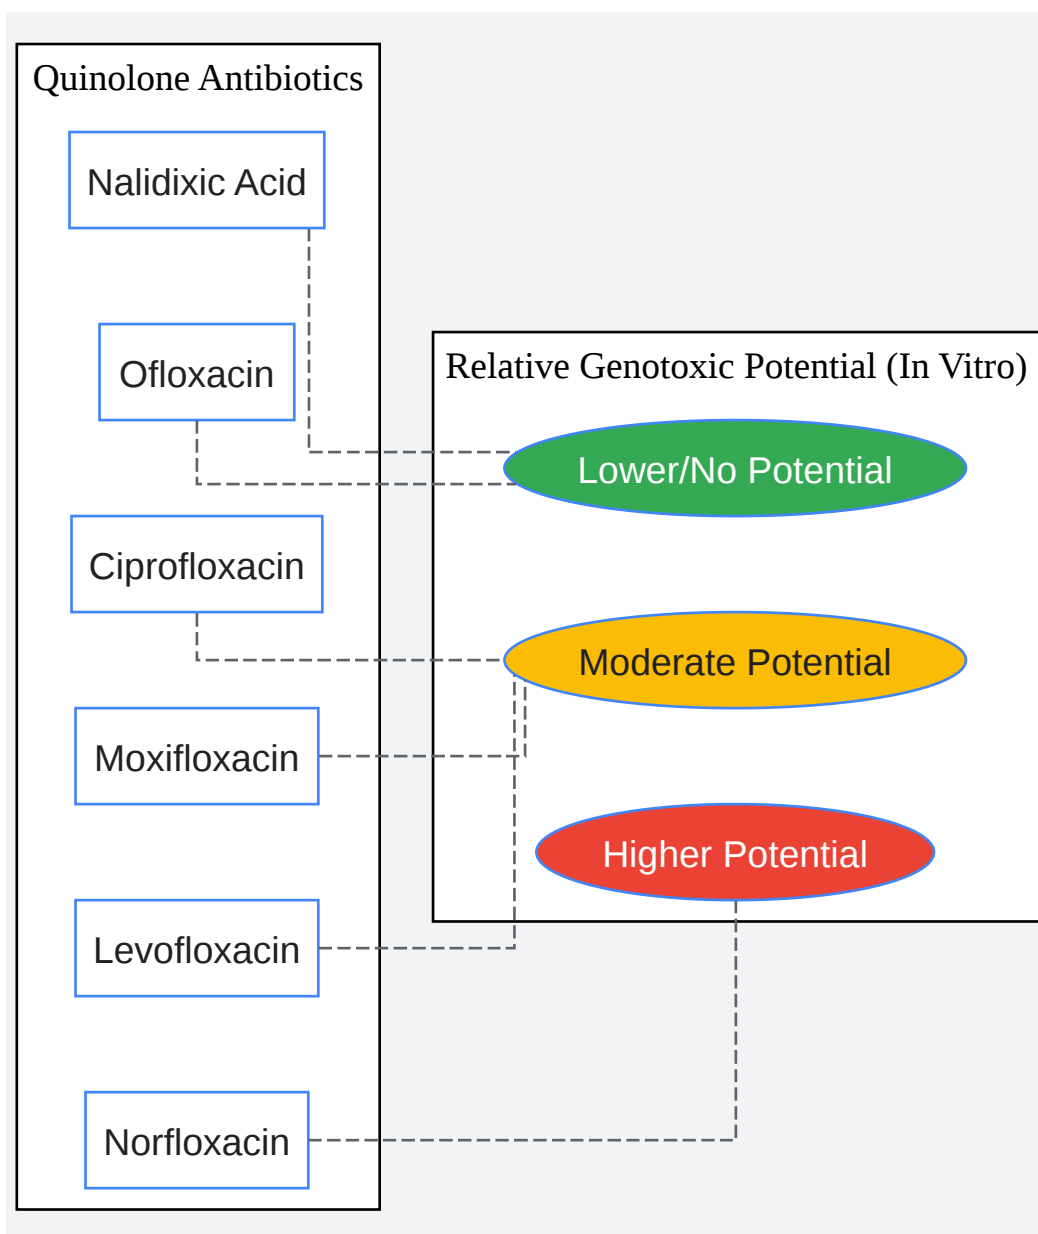 Quinolone Antibiotics
Nalidixic Acid
Ofloxacin
Ciprofloxacin
Moxifloxacin
Levofloxacin
Norfloxacin
Relative Genotoxic Potential (In Vitro)
Lower/No Potential
Moderate Potential
Higher Potential